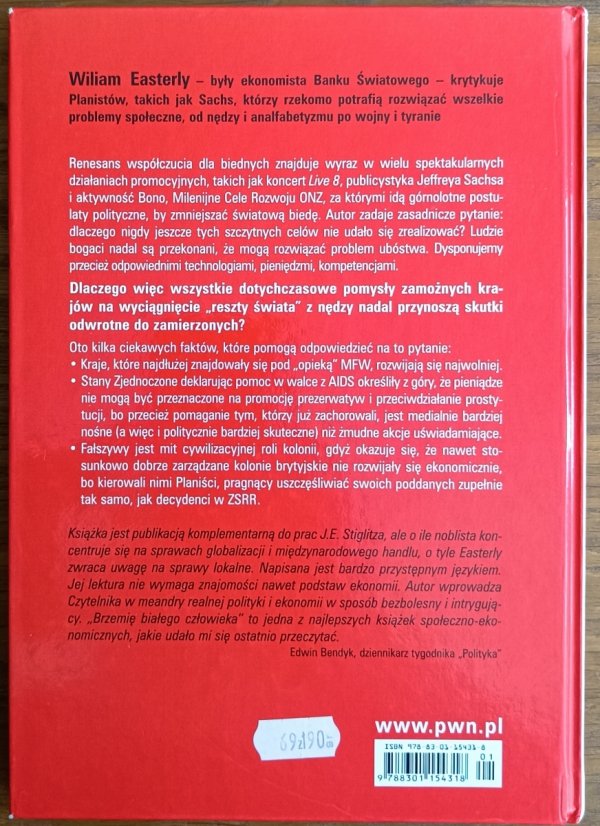 Wiliam Easterly – były ekonomista Banku Światowego – krytykuje
Planistów, takich jak Sachs, którzy rzekomo potrafią rozwiązać wszelkie
problemy społeczne, od nędzy i analfabetyzmu po wojny i tyranie
Renesans współczucia dla biednych znajduje wyraz w wielu spektakularnych
działaniach promocyjnych, takich jak koncert Live 8, publicystyka Jeffreya Sachsa
i aktywność Bono, Milenijne Cele Rozwoju ONZ, za którymi idą górnolotne postu-
laty polityczne, by zmniejszać światową biedę. Autor zadaje zasadnicze pytanie:
dlaczego nigdy jeszcze tych szczytnych celów nie udało się zrealizować? Ludzie
bogaci nadal są przekonani, że mogą rozwiązać problem ubóstwa. Dysponujemy
przecież odpowiednimi technologiami, pieniędzmi, kompetencjami.
Dlaczego więc wszystkie dotychczasowe pomysły zamożnych kra-
jów na wyciągnięcie „reszty świata” z nędzy nadal przynoszą skutki
odwrotne do zamierzonych?
Oto kilka ciekawych faktów, które pomogą odpowiedzieć na to pytanie:
• Kraje, które najdłużej znajdowały się pod „opieką” MFW, rozwijają się najwolniej.
• Stany Zjednoczone deklarując pomoc w walce z AIDS określiły z góry, że pieniądze
nie mogą być przeznaczone na promocję prezerwatyw i przeciwdziałanie prosty-
tucji, bo przecież pomaganie tym, którzy już zachorowali, jest medialnie bardziej
nośne (a więc i politycznie bardziej skuteczne) niż żmudne akcje uświadamiające.
• Fałszywy jest mit cywilizacyjnej roli kolonii, gdyż okazuje się, że nawet sto-
sunkowo dobrze zarządzane kolonie brytyjskie nie rozwijały się ekonomicznie,
bo kierowali nimi Planiści, pragnący uszczęśliwiać swoich poddanych zupełnie
tak samo, jak decydenci w ZSRR.
Książka jest publikacją komplementarną do prac J.E. Stiglitza, ale o ile noblista kon-
centruje się na sprawach globalizacji i międzynarodowego handlu, o tyle Easterly
zwraca uwagę na sprawy lokalne. Napisana jest bardzo przystępnym językiem.
Jej lektura nie wymaga znajomości nawet podstaw ekonomii. Autor wprowadza
Czytelnika w meandry realnej polityki i ekonomii w sposób bezbolesny i intrygu-
jący. „Brzemię białego człowieka” to jedna z najlepszych książek społeczno-eko-
nomicznych, jakie udało mi się ostatnio przeczytać.
Edwin Bendyk, dziennikarz tygodnika „Polityka”
www.pwn.pl
69zł90
ISBN 978 83-01-15431-8
01
9 788301 154318